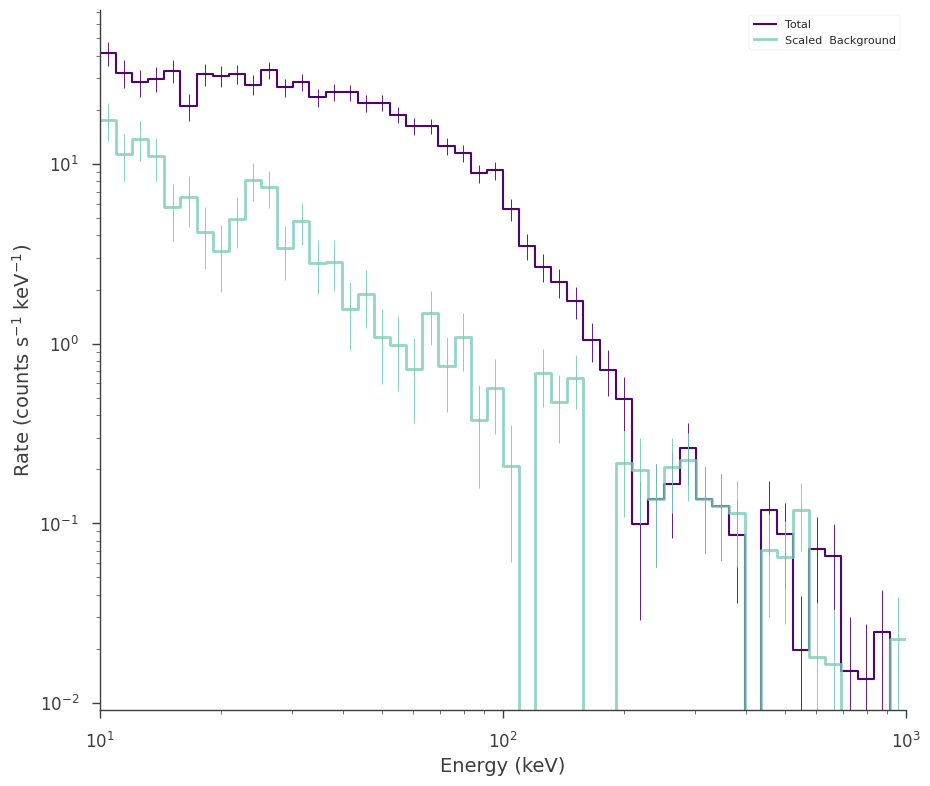 Total
Scaled  Background
10¹
10⁰
10⁻¹
10⁻²
Rate (counts s⁻¹ keV⁻¹)
10¹
10²
10³
Energy (keV)